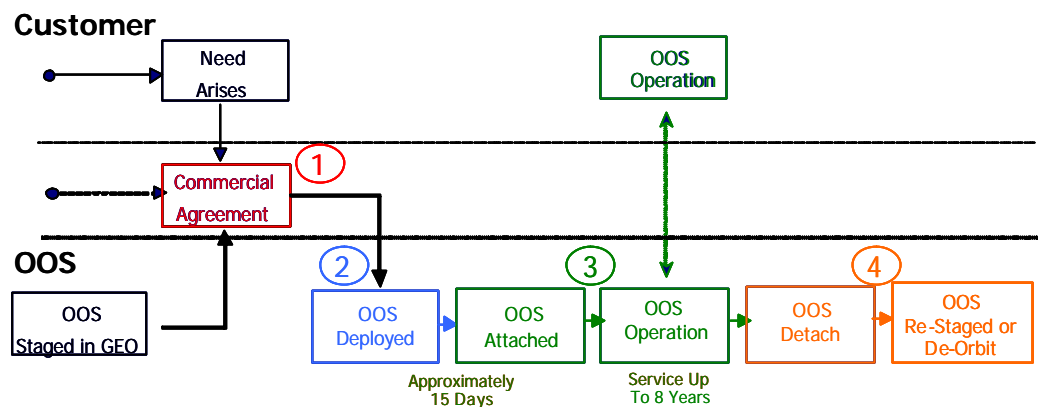 Customer
Need
Arises
OOS
Operation
1
Commercial
Agreement
OOS
OOS
Staged in GEO
2
OOS
Deployed
OOS
Attached
3
OOS
Operation
OOS
Detach
4
OOS
Re-Staged or
De-Orbit
Approximately
15 Days
Service Up
To 8 Years